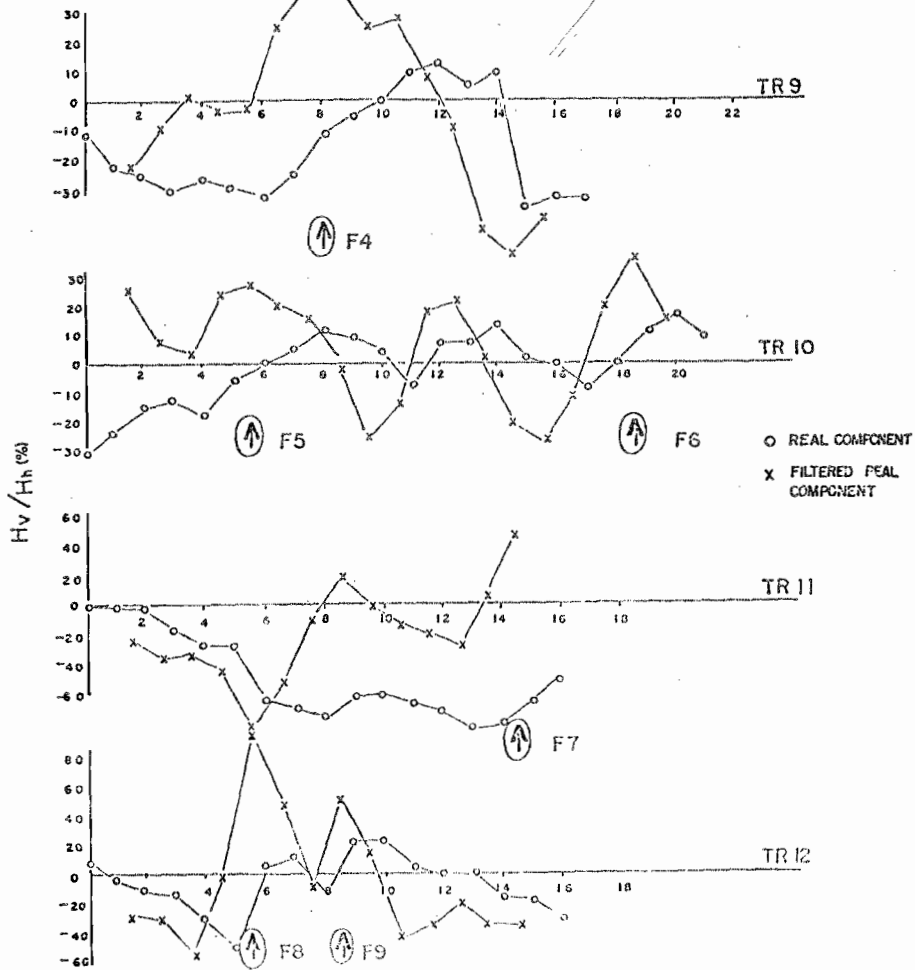 30
20
10
TR 9
0
2 4 6 8 10 12 14 16 18 20 22
-10
-20
-30
F4
30
20
10
TR 10
0
2 4 6 8 10 12 14 16 18 20
-10
-20
-30
F5 F6
O REAL COMPONENT
X FILTERED REAL
COMPONENT
Hv/Hh (%)
60
40
20
TR 11
0
2 4 6 8 10 12 14 16 18
-20
-40
-60
F7
80
60
40
20
TR 12
0
4 6 8 10 12 14 16 18
-20
-40
-60
F8 F9